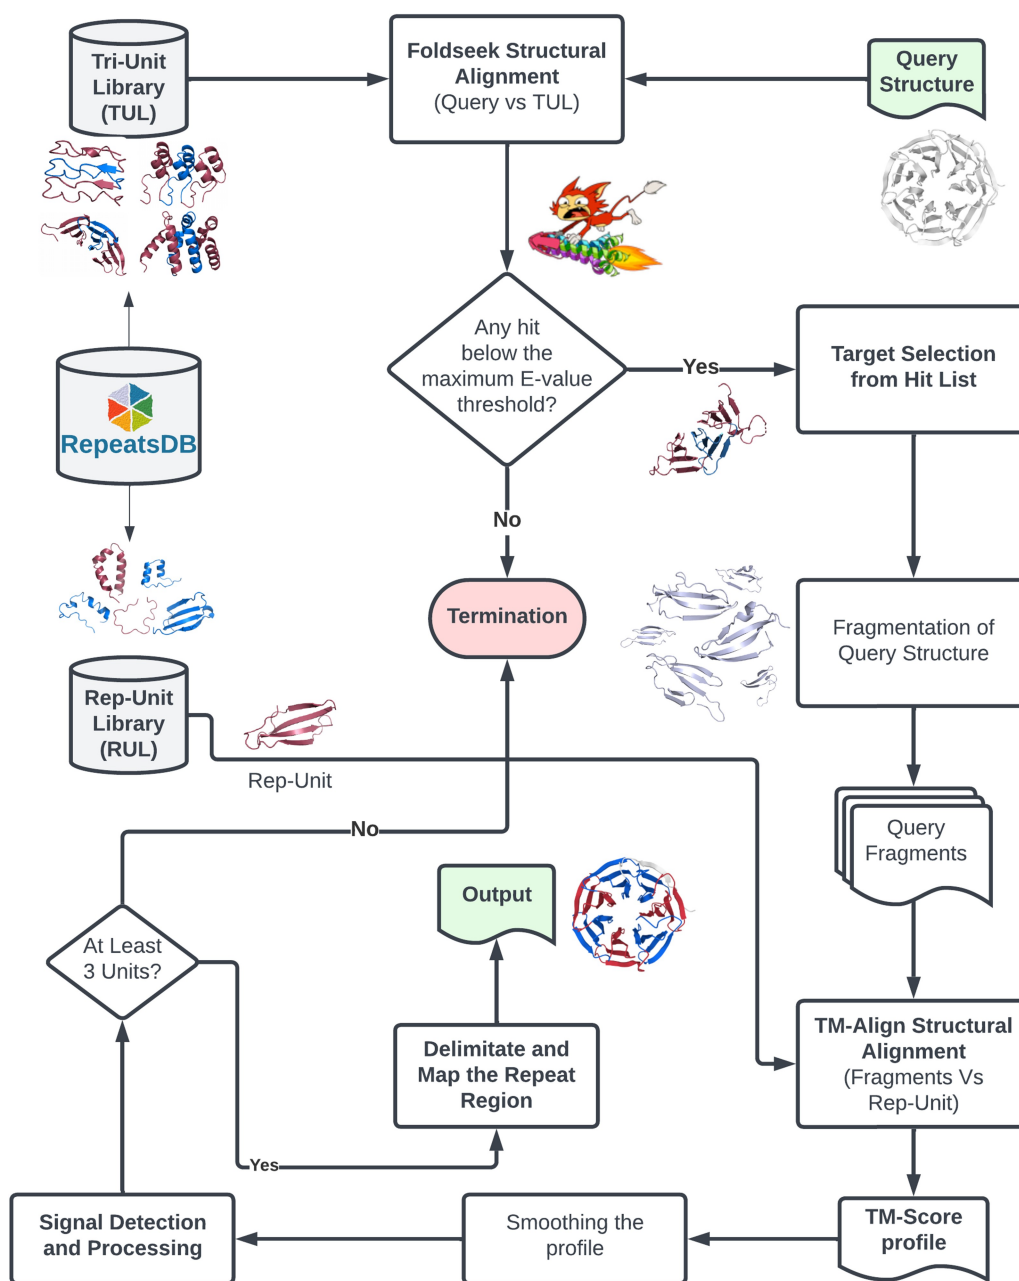 Tri-Unit
Library
(TUL)
Foldseek Structural
Alignment
(Query vs TUL)
Query
Structure
Any hit
below the
maximum E-value
threshold?
Yes
Target Selection
from Hit List
RepeatsDB
No
Termination
Fragmentation of
Query Structure
Rep-Unit
Library
(RUL)
Rep-Unit
Query
Fragments
No
Output
At Least
3 Units?
TM-Align Structural
Alignment
(Fragments Vs
Rep-Unit)
Delimitate and
Map the Repeat
Region
Yes
Signal Detection
and Processing
Smoothing the
profile
TM-Score
profile